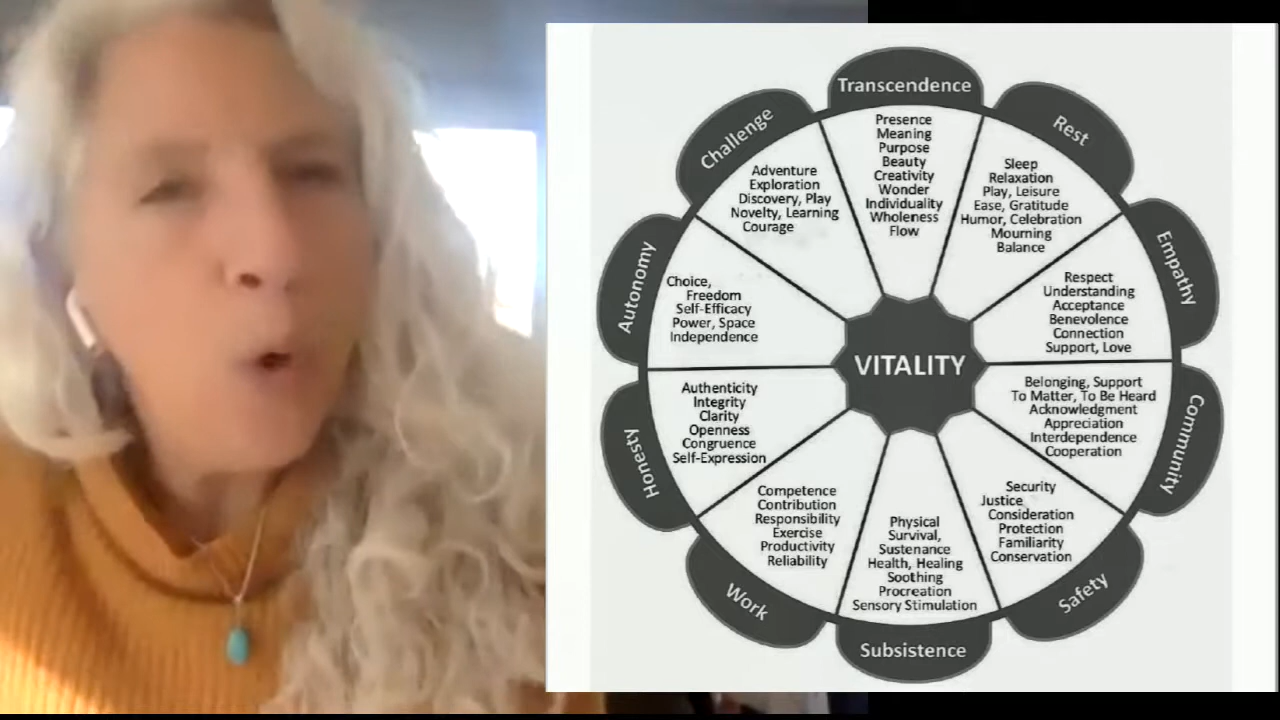 Transcendence
Presence
Meaning
Purpose
Beauty
Creativity
Wonder
Individuality
Wholeness
Flow
Rest
Sleep
Relaxation
Play, Leisure
Ease, Gratitude
Humor, Celebration
Mourning
Balance
Empathy
Respect
Understanding
Acceptance
Benevolence
Connection
Support, Love
Community
Belonging, Support
To Matter, To Be Heard
Acknowledgment
Appreciation
Interdependence
Cooperation
Safety
Security
Justice
Consideration
Protection
Familiarity
Conservation
Subsistence
Physical
Survival,
Sustenance
Health, Healing
Soothing
Procreation
Sensory Stimulation
Work
Competence
Contribution
Responsibility
Exercise
Productivity
Reliability
Honesty
Authenticity
Integrity
Clarity
Openness
Congruence
Self-Expression
Autonomy
Choice,
Freedom
Self-Efficacy
Power, Space
Independence
Challenge
Adventure
Exploration
Discovery, Play
Novelty, Learning
Courage
VITALITY